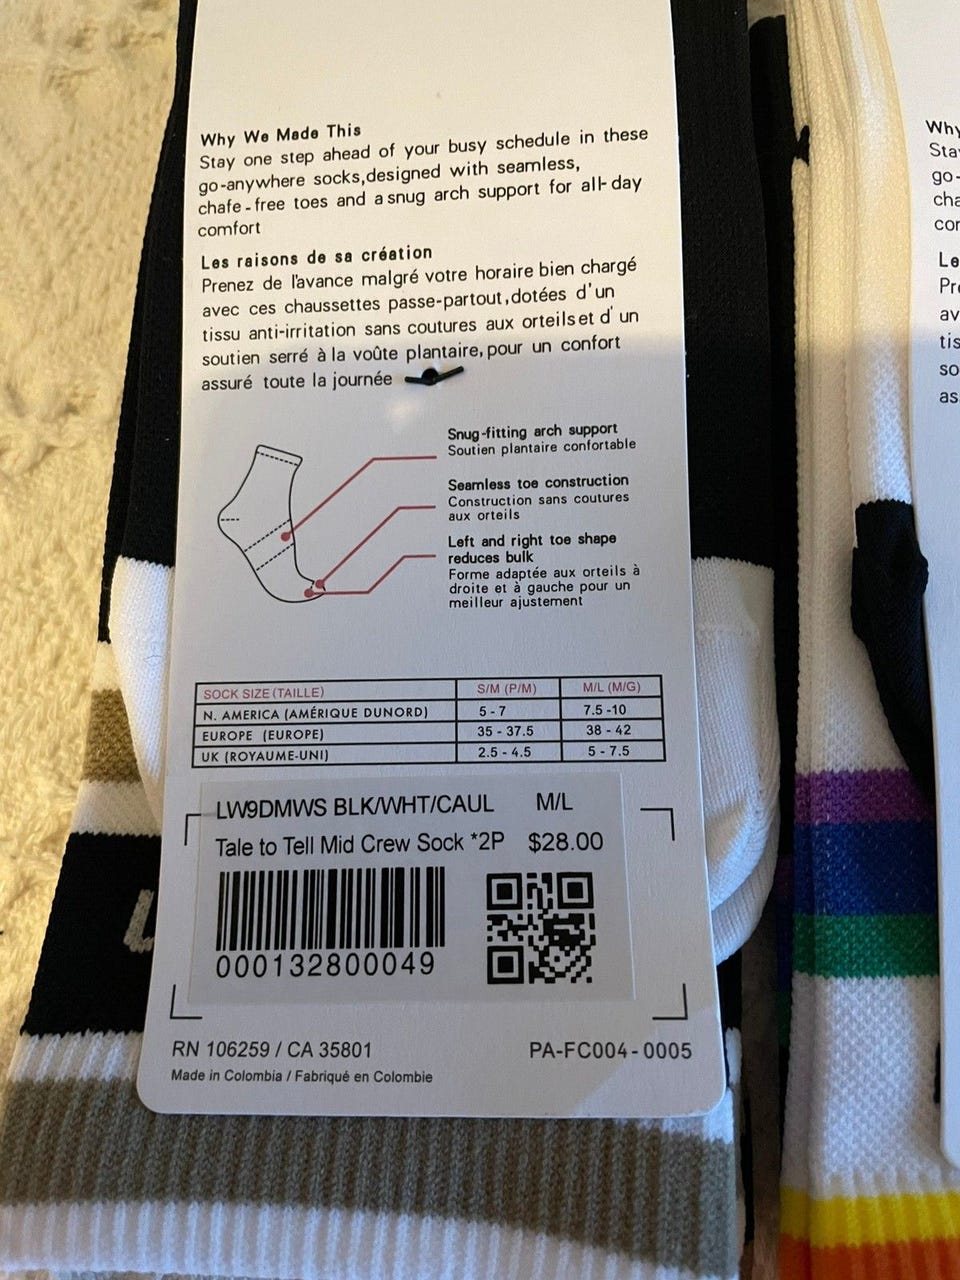 Why We Made This
Stay one step ahead of your busy schedule in these
go-anywhere socks,designed with seamless,
chafe-free toes and a snug arch support for all-day
comfort
Les raisons de sa création
Prenez de l'avance malgré votre horaire bien chargé
avec ces chaussettes passe-partout,dotées d'un
tissu anti-irritation sans coutures aux orteilset d'un
soutien serré à la voûte plantaire,pour un confort
assuré toute la journée
Snug-fitting arch support
Soutien plantaire confortable
Seamless toe construction
Construction sans coutures
aux orteils
Left and right toe shape
reduces bulk
Forme adaptée aux orteils à
droite et à gauche pour un
meilleur ajustement
SOCK SIZE (TAILLE) S/M (P/M) M/L (M/G)
N. AMERICA (AMÉRIQUE DUNORD) 5 - 7 7.5 -10
EUROPE (EUROPE) 35 - 37.5 38 - 42
UK (ROYAUME-UNI) 2.5 - 4.5 5 - 7.5
LW9DMWS BLK/WHT/CAUL M/L
Tale to Tell Mid Crew Sock *2P $28.00
000132800049
RN 106259 / CA 35801 PA-FC004-0005
Made in Colombia / Fabriqué en Colombie
Why
Sta
go-
cha
cor
Le
Pre
av
tis
so
as